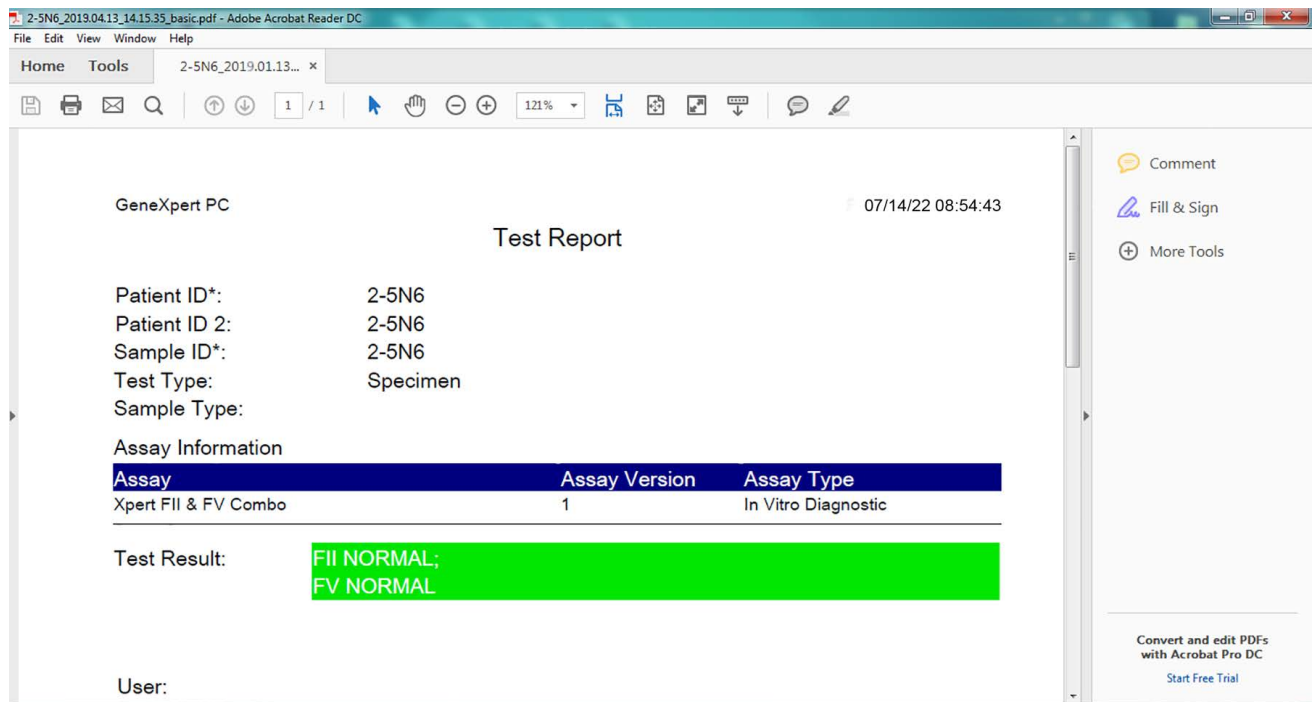 2-5N6_2019.04.13_14.15.35_basic.pdf - Adobe Acrobat Reader DC
File Edit View Window Help
Home Tools 2-5N6_2019.01.13... ×
1 / 1 121%
Comment
Fill & Sign
More Tools
GeneXpert PC 07/14/22 08:54:43
Test Report
Patient ID*: 2-5N6
Patient ID 2: 2-5N6
Sample ID*: 2-5N6
Test Type: Specimen
Sample Type:
Assay Information
Assay Assay Version Assay Type
Xpert FII & FV Combo 1 In Vitro Diagnostic
Test Result: FII NORMAL;
FV NORMAL
User:
Convert and edit PDFs
with Acrobat Pro DC
Start Free Trial